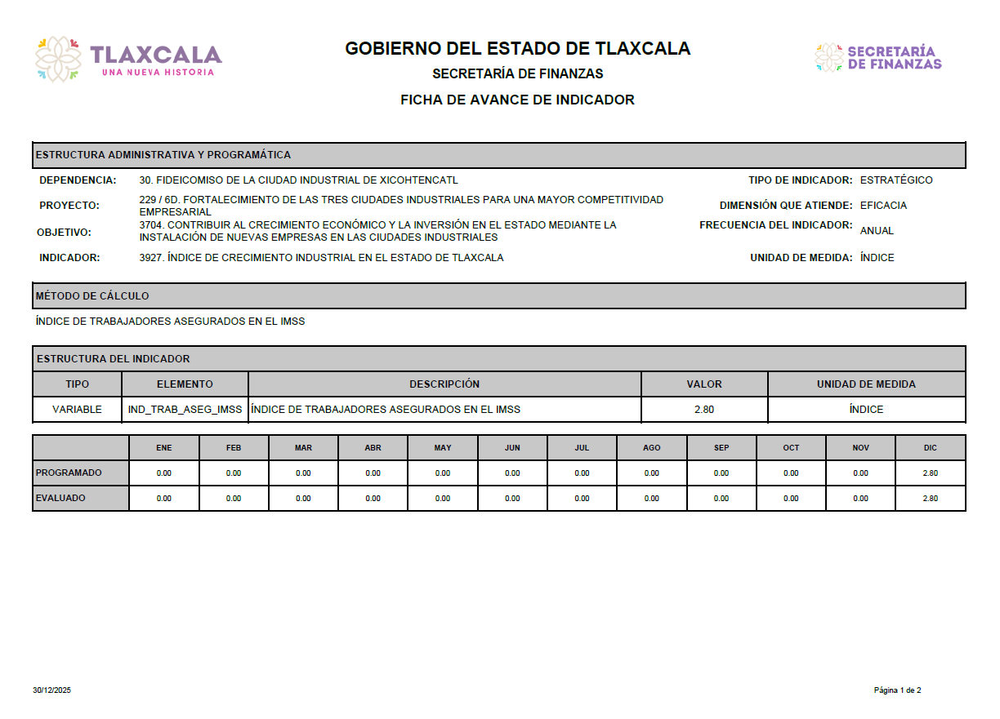 TLAXCALA
UNA NUEVA HISTORIA
GOBIERNO DEL ESTADO DE TLAXCALA
SECRETARÍA DE FINANZAS
FICHA DE AVANCE DE INDICADOR
SECRETARÍA
DE FINANZAS
ESTRUCTURA ADMINISTRATIVA Y PROGRAMÁTICA
DEPENDENCIA: 30. FIDEICOMISO DE LA CIUDAD INDUSTRIAL DE XICOHTENCATL TIPO DE INDICADOR: ESTRATÉGICO
PROYECTO: 229 / 6D. FORTALECIMIENTO DE LAS TRES CIUDADES INDUSTRIALES PARA UNA MAYOR COMPETITIVIDAD
EMPRESARIAL
DIMENSIÓN QUE ATIENDE: EFICACIA
OBJETIVO: 3704. CONTRIBUIR AL CRECIMIENTO ECONÓMICO Y LA INVERSIÓN EN EL ESTADO MEDIANTE LA
INSTALACIÓN DE NUEVAS EMPRESAS EN LAS CIUDADES INDUSTRIALES
FRECUENCIA DEL INDICADOR: ANUAL
INDICADOR: 3927. ÍNDICE DE CRECIMIENTO INDUSTRIAL EN EL ESTADO DE TLAXCALA UNIDAD DE MEDIDA: ÍNDICE
MÉTODO DE CÁLCULO
ÍNDICE DE TRABAJADORES ASEGURADOS EN EL IMSS
ESTRUCTURA DEL INDICADOR
TIPO ELEMENTO DESCRIPCIÓN VALOR UNIDAD DE MEDIDA
VARIABLE IND_TRAB_ASEG_IMSS ÍNDICE DE TRABAJADORES ASEGURADOS EN EL IMSS 2.80 ÍNDICE
ENE FEB MAR ABR MAY JUN JUL AGO SEP OCT NOV DIC
PROGRAMADO 0.00 0.00 0.00 0.00 0.00 0.00 0.00 0.00 0.00 0.00 0.00 2.80
EVALUADO 0.00 0.00 0.00 0.00 0.00 0.00 0.00 0.00 0.00 0.00 0.00 2.80
30/12/2025 Página 1 de 2